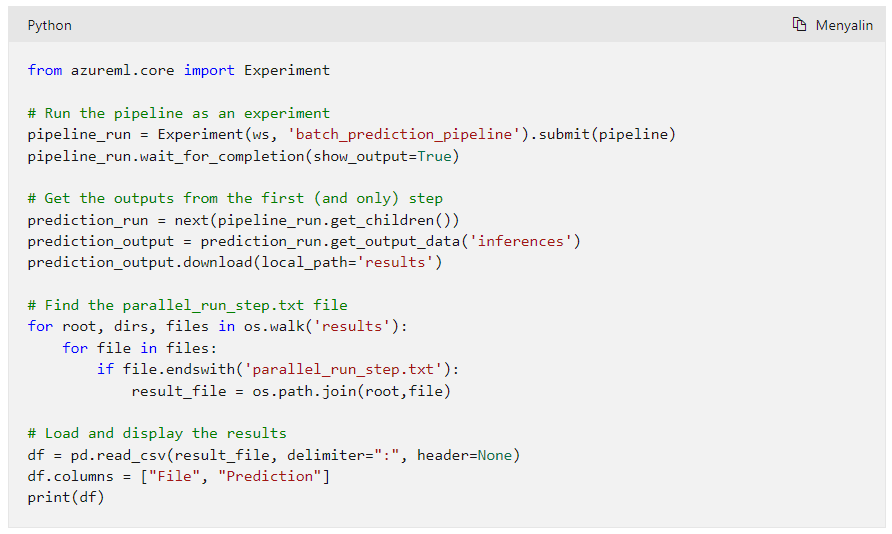 Python
Menyalin
from azureml.core import Experiment
# Run the pipeline as an experiment
pipeline_run = Experiment(ws, 'batch_prediction_pipeline').submit(pipeline)
pipeline_run.wait_for_completion(show_output=True)
# Get the outputs from the first (and only) step
prediction_run = next(pipeline_run.get_children())
prediction_output = prediction_run.get_output_data('inferences')
prediction_output.download(local_path='results')
# Find the parallel_run_step.txt file
for root, dirs, files in os.walk('results'):
    for file in files:
        if file.endswith('parallel_run_step.txt'):
            result_file = os.path.join(root,file)
# Load and display the results
df = pd.read_csv(result_file, delimiter=":", header=None)
df.columns = ["File", "Prediction"]
print(df)